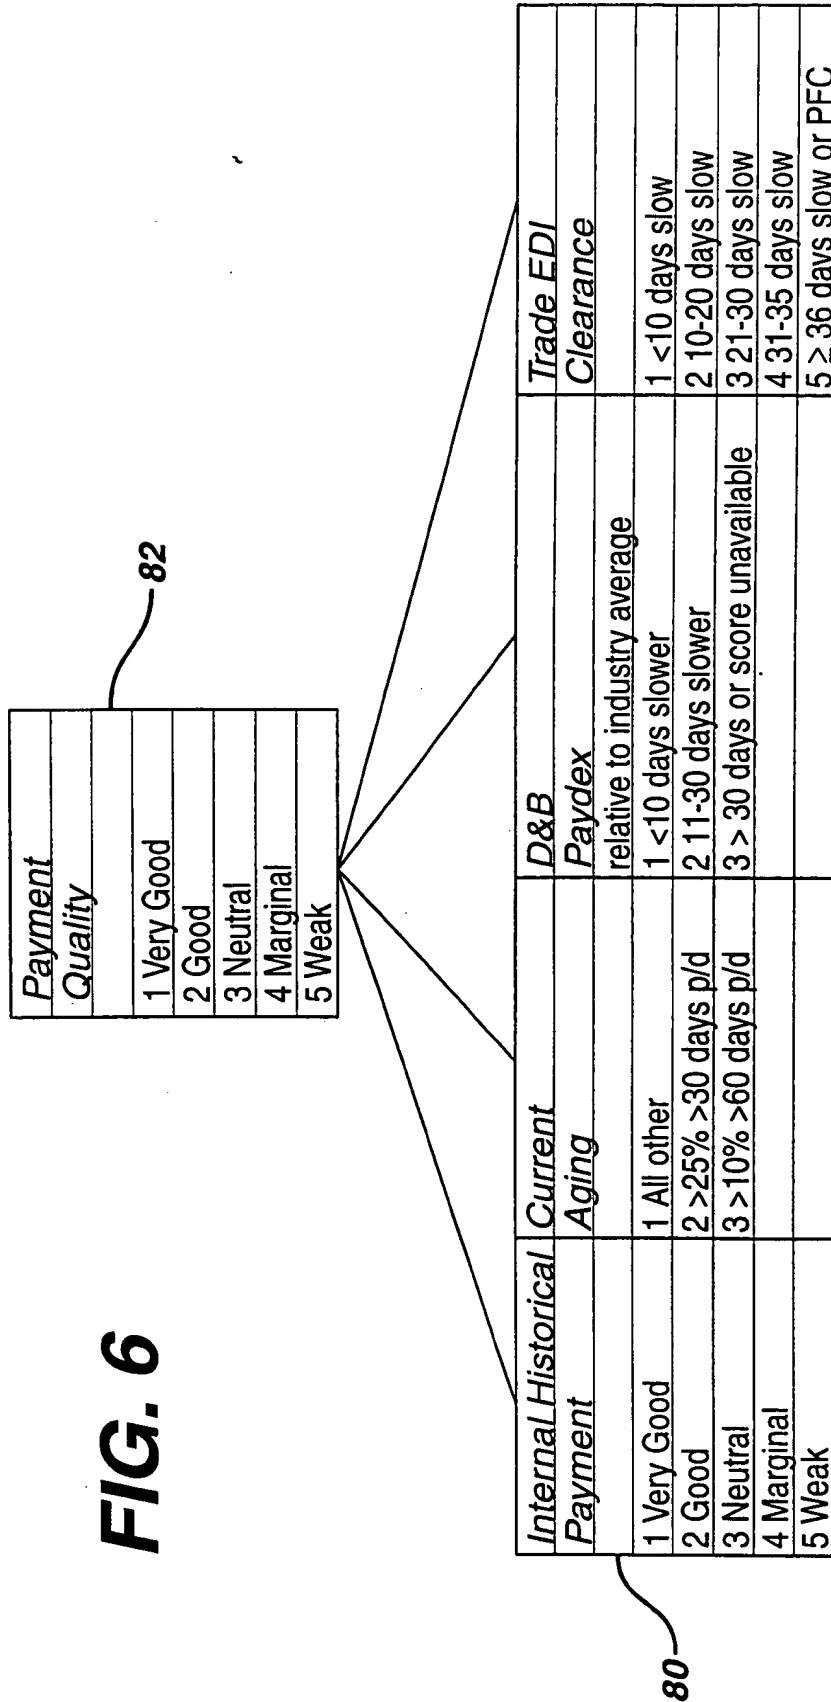 FIG. 6
Payment
Quality
1 Very Good
2 Good
3 Neutral
4 Marginal
5 Weak
82
80
Internal Historical
Payment
1 Very Good
2 Good
3 Neutral
4 Marginal
5 Weak
Current
Aging
1 All other
2 >25% >30 days p/d
3 >10% >60 days p/d
D&B
Paydex
relative to industry average
1 <10 days slower
2 11-30 days slower
3 > 30 days or score unavailable
Trade EDI
Clearance
1 <10 days slow
2 10-20 days slow
3 21-30 days slow
4 31-35 days slow
5 ≥ 36 days slow or PFC